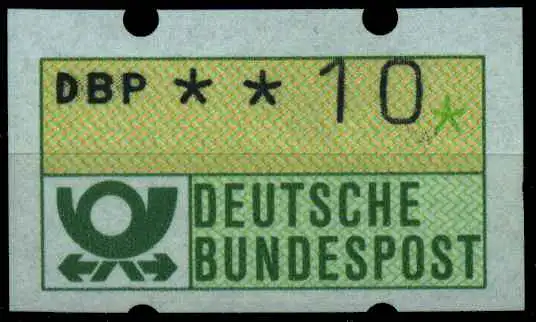 DBP ** 10*
DEUTSCHE
BUNDESPOST